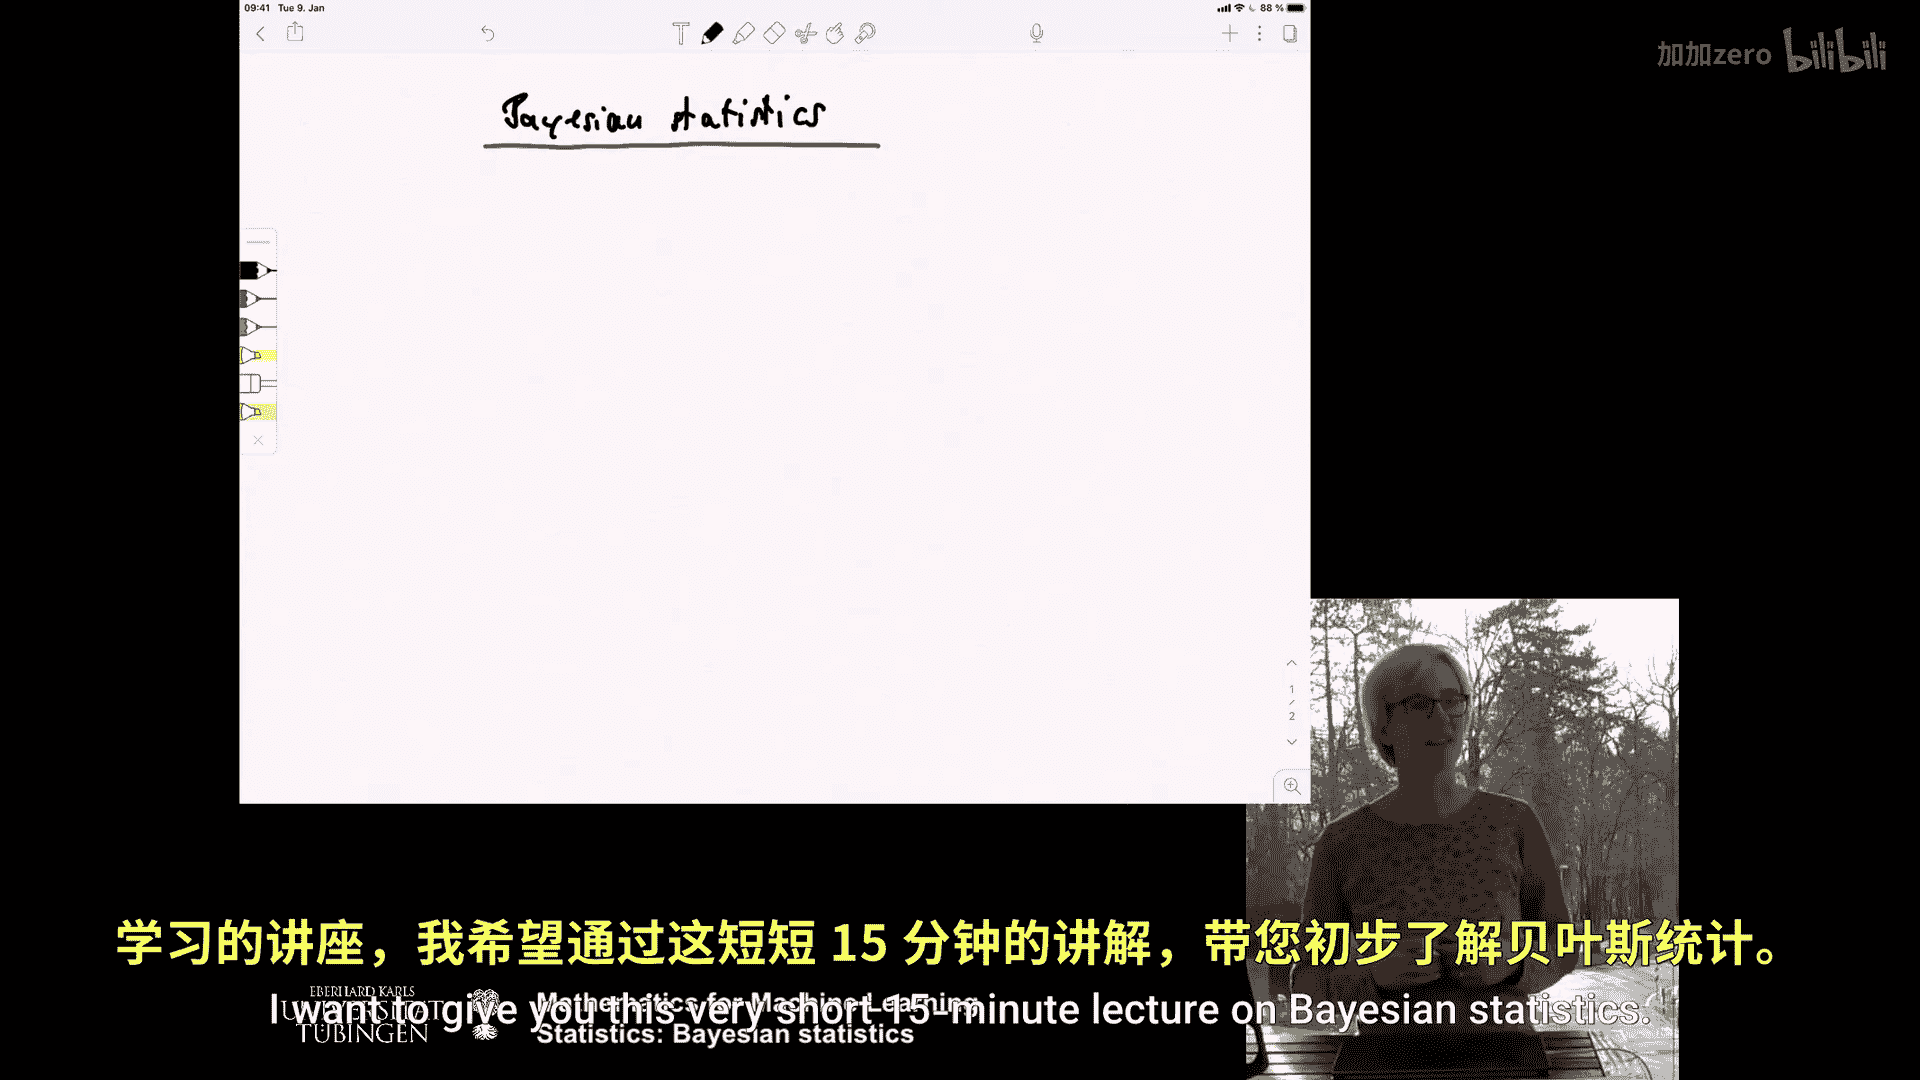 09:41 Tue 9. Jan
88 %
加加zero bilibili
Bayesian statistics
1
/
2
学习的讲座，我希望通过这短短 15 分钟的讲解，带您初步了解贝叶斯统计。
EBERHARD KARLS
UNIVERSITÄT
TÜBINGEN
Mathematics for Machine Learning
I want to give you this very short 15-minute lecture on Bayesian statistics.
Statistics: Bayesian statistics